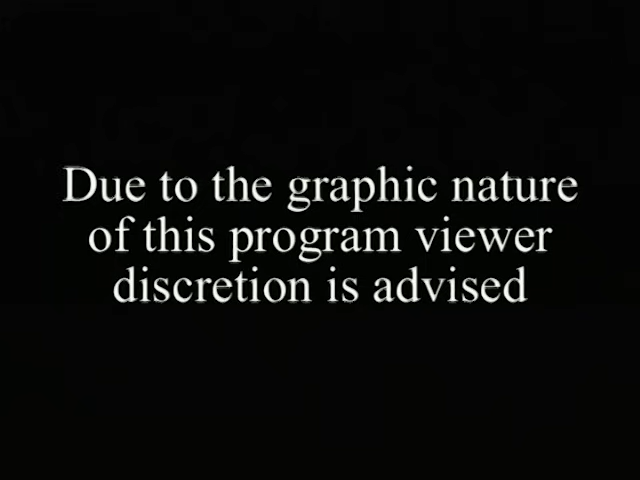 Due to the graphic nature
of this program viewer
discretion is advised